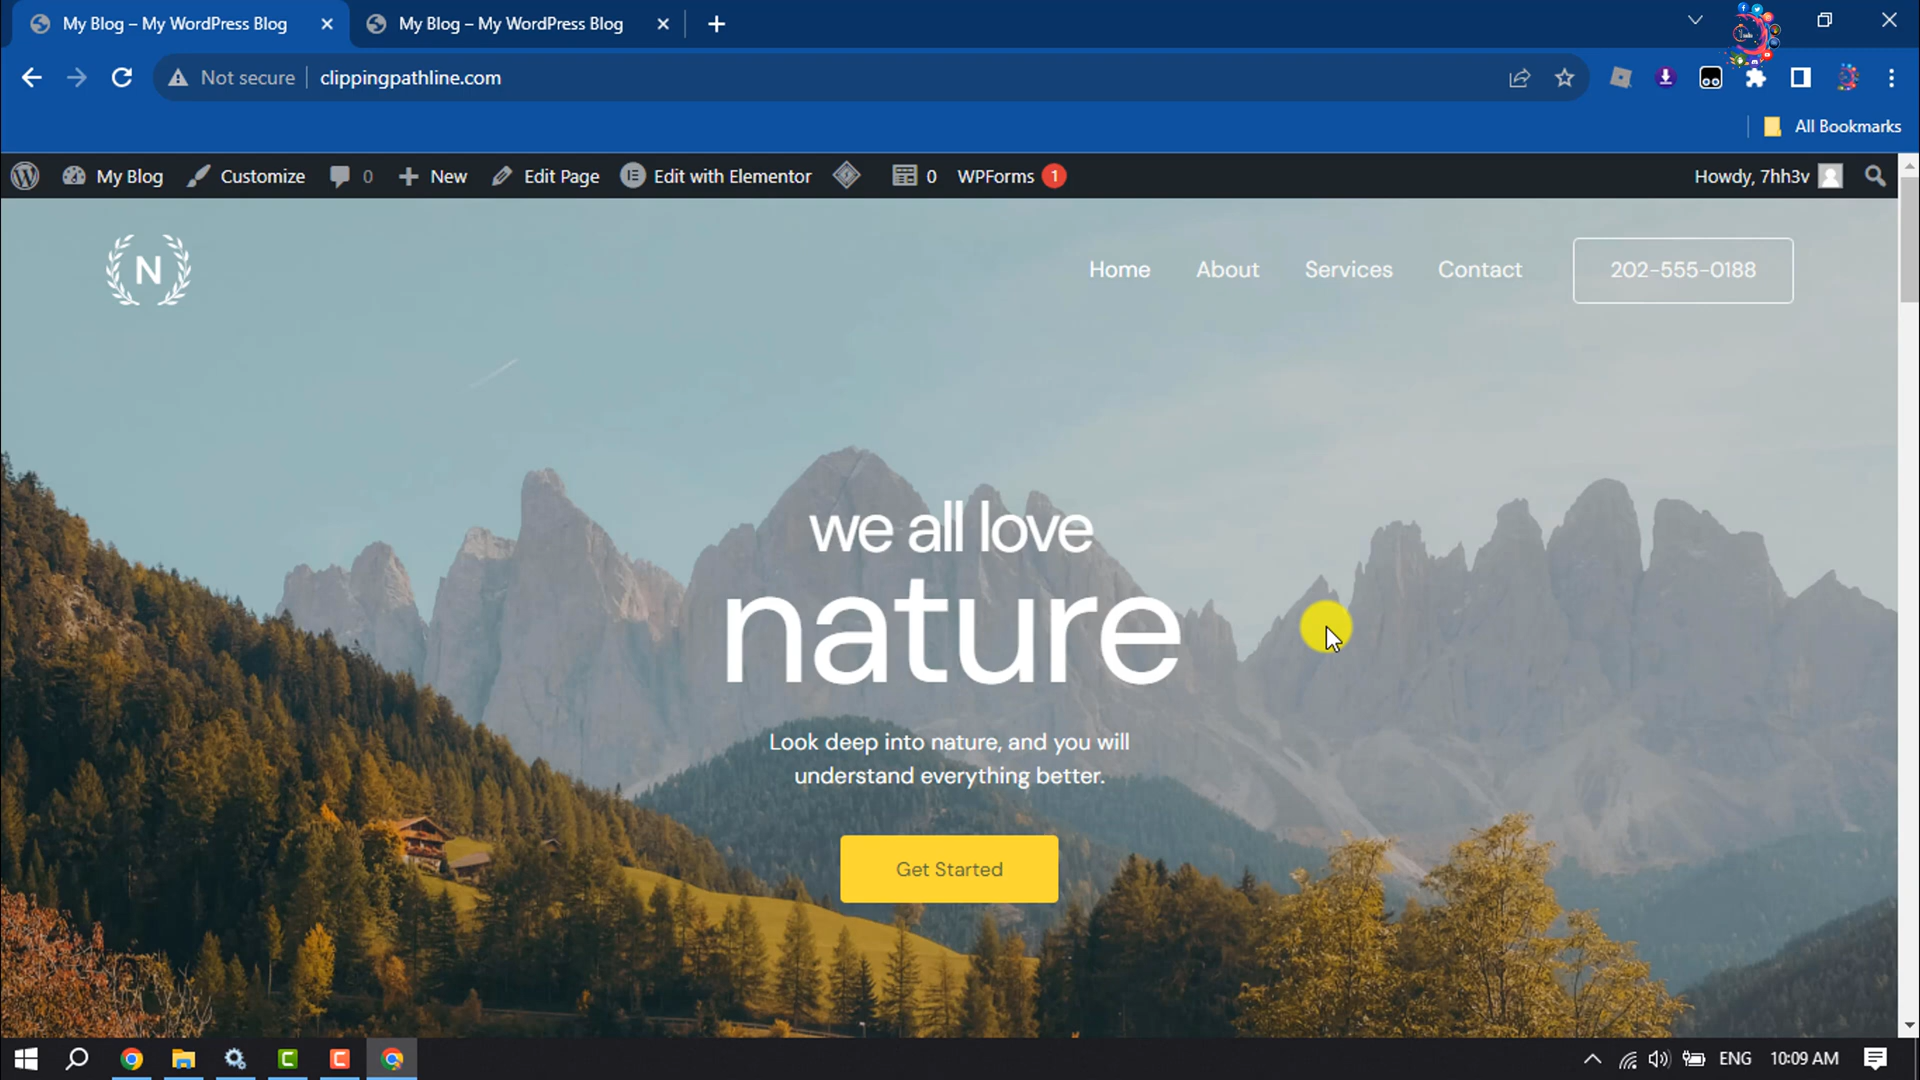 My Blog – My WordPress Blog
My Blog – My WordPress Blog
Not secure
clippingpathline.com
All Bookmarks
My Blog
Customize
0
New
Edit Page
Edit with Elementor
0
WPForms
1
Howdy, 7hh3v
N
Home
About
Services
Contact
202-555-0188
we all love
nature
Look deep into nature, and you will
understand everything better.
Get Started
ENG
10:09 AM